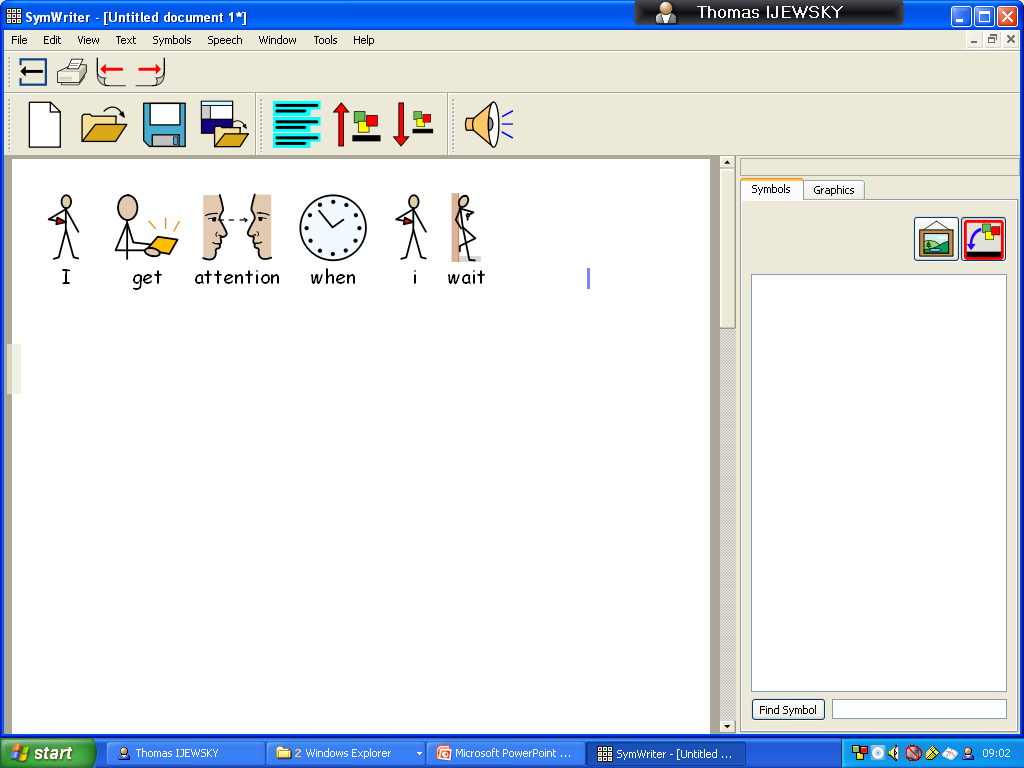 SymWriter - [Untitled document 1*]
Thomas IJEWSKY
File Edit View Text Symbols Speech Window Tools Help
Symbols Graphics
I get attention when i wait
Find Symbol
start Thomas IJEWSKY 2 Windows Explorer Microsoft PowerPoint ... SymWriter - [Untitled ... 09:02